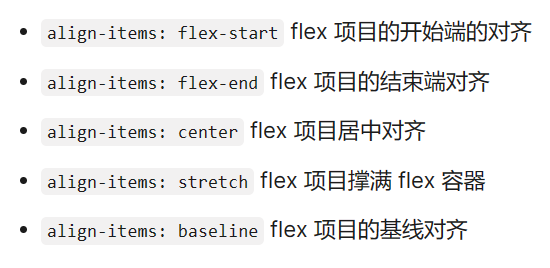 align-items: flex-start flex 项目的开始端的对齐
align-items: flex-end flex 项目的结束端对齐
align-items: center flex 项目居中对齐
align-items: stretch flex 项目撑满 flex 容器
align-items: baseline flex 项目的基线对齐